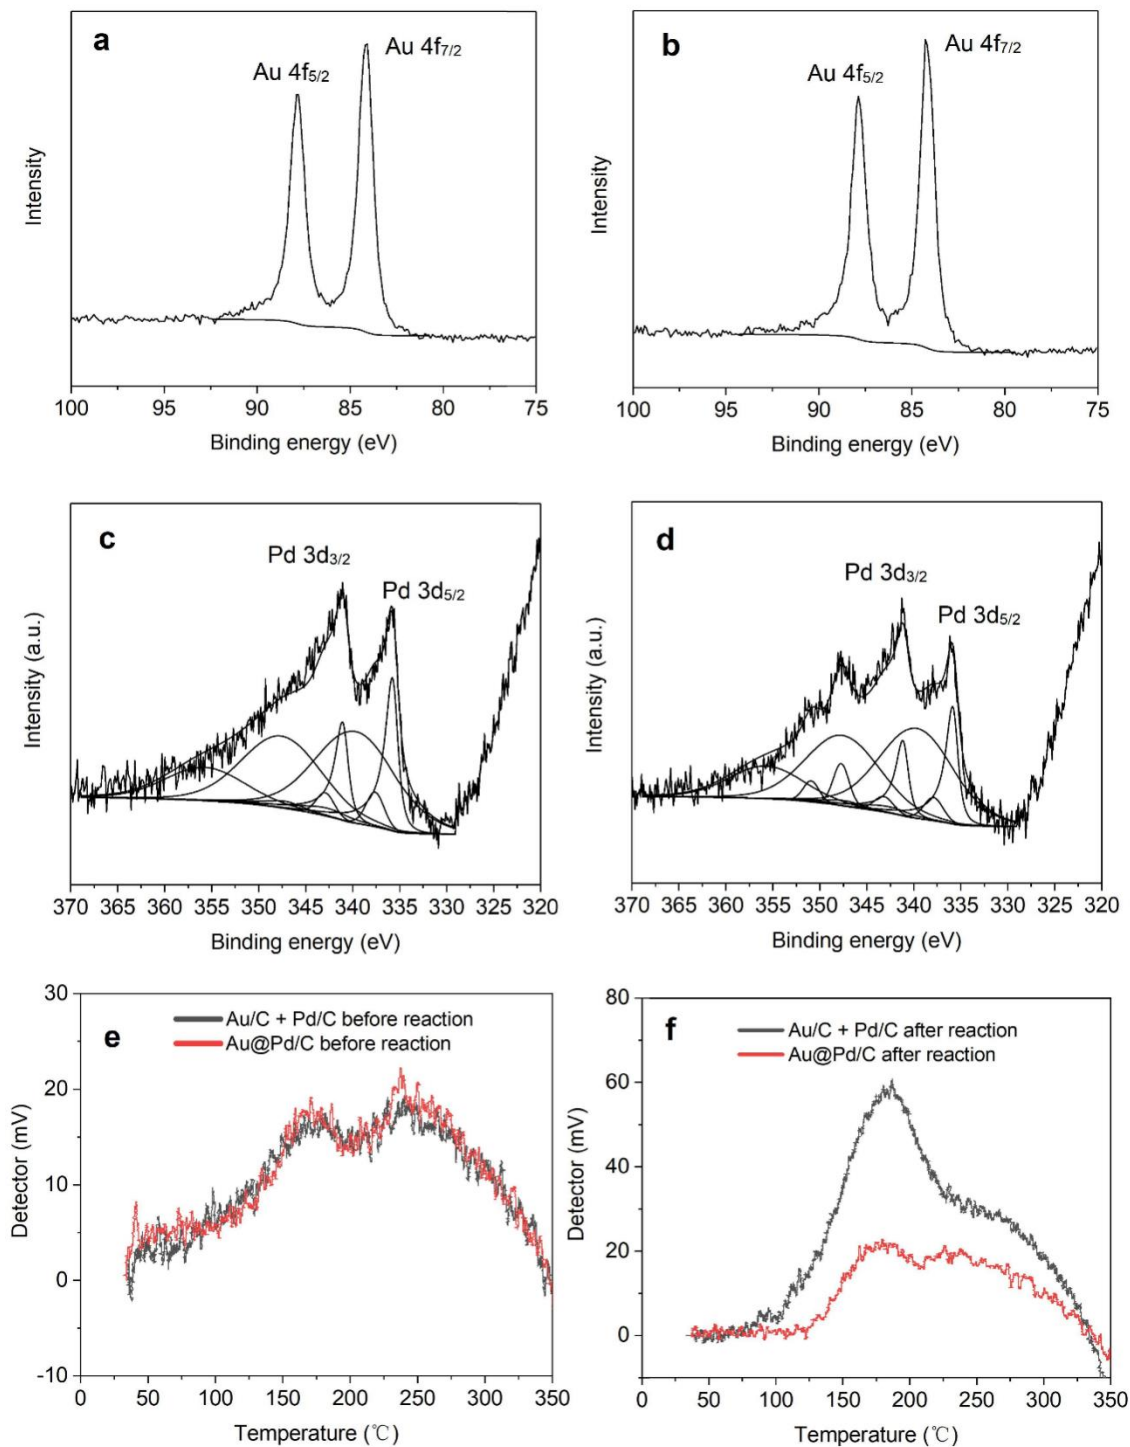 a
Au 4f5/2
Au 4f7/2
Intensity
100 95 90 85 80 75
Binding energy (eV)
b
Au 4f5/2
Au 4f7/2
Intensity
100 95 90 85 80 75
Binding energy (eV)
c
Pd 3d3/2
Pd 3d5/2
Intensity (a.u.)
370 365 360 355 350 345 340 335 330 325 320
Binding energy (eV)
d
Pd 3d3/2
Pd 3d5/2
Intensity (a.u.)
370 365 360 355 350 345 340 335 330 325 320
Binding energy (eV)
e
Au/C + Pd/C before reaction
Au@Pd/C before reaction
30
20
10
0
-10
Detector (mV)
0 50 100 150 200 250 300 350
Temperature (℃)
f
Au/C + Pd/C after reaction
Au@Pd/C after reaction
80
60
40
20
0
Detector (mV)
0 50 100 150 200 250 300 350
Temperature (℃)